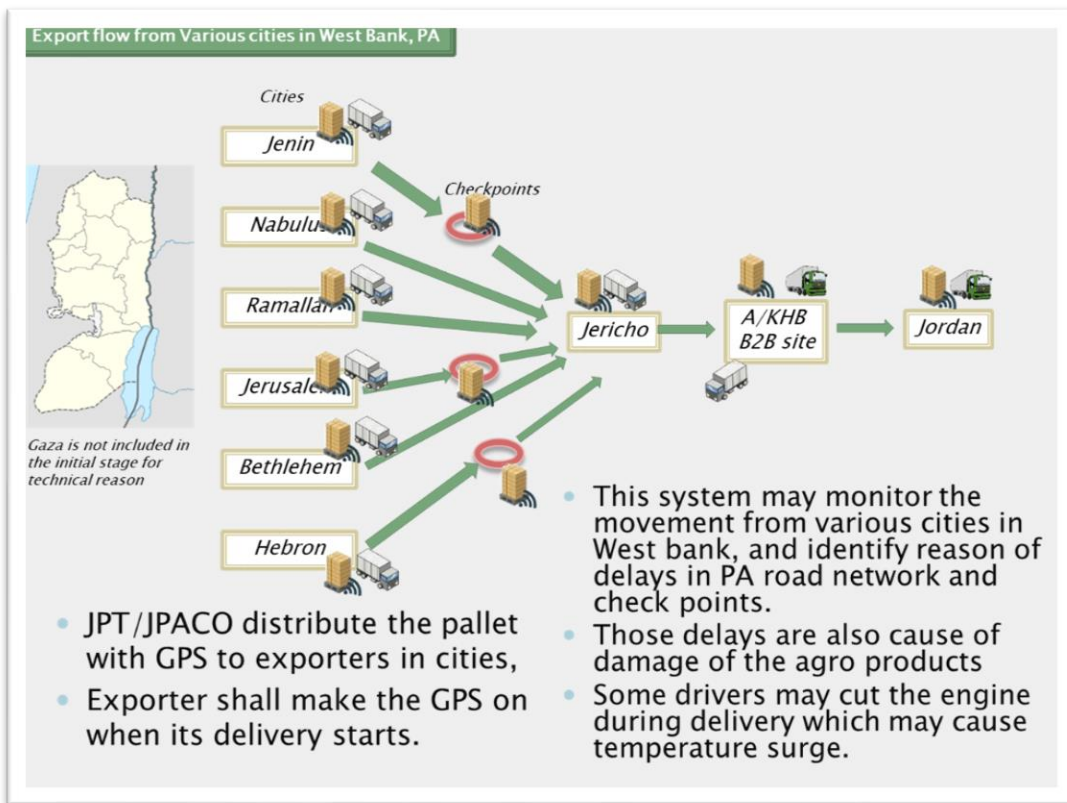 Export flow from Various cities in West Bank, PA
Cities
Jenin
Checkpoints
Nabulus
Ramallah
Jericho
A/KHB
B2B site
Jordan
Jerusalem
Bethlehem
Hebron
Gaza is not included in
the initial stage for
technical reason
JPT/JPACO distribute the pallet
with GPS to exporters in cities,
Exporter shall make the GPS on
when its delivery starts.
This system may monitor the
movement from various cities in
West bank, and identify reason of
delays in PA road network and
check points.
Those delays are also cause of
damage of the agro products
Some drivers may cut the engine
during delivery which may cause
temperature surge.